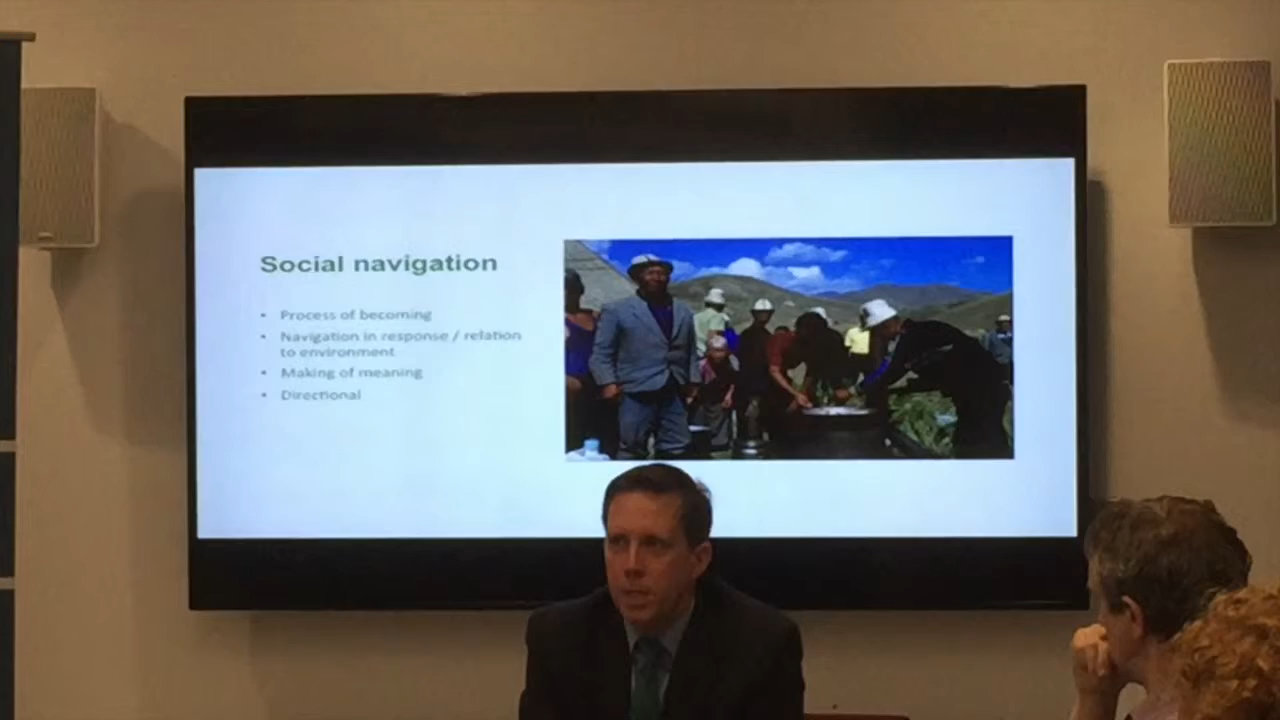 Social navigation
• Process of becoming
• Navigation in response / relation
to environment
• Making of meaning
• Directional